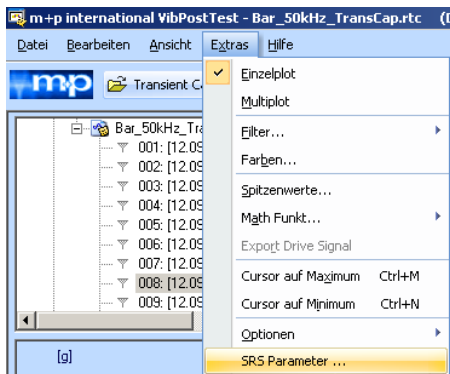 m+p international VibPostTest - Bar_50kHz_TransCap.rtc
Datei Bearbeiten Ansicht Extras Hilfe
m+p Transient C
Einzelplot
Multiplot
Filter...
Farben...
Spitzenwerte...
Math Funkt...
Export Drive Signal
Cursor auf Maximum Ctrl+M
Cursor auf Minimum Ctrl+N
Optionen
SRS Parameter ...
Bar_50kHz_Tra
001: [12.09
002: [12.09
003: [12.09
004: [12.09
005: [12.09
006: [12.09
007: [12.09
008: [12.09
009: [12.09
[g]